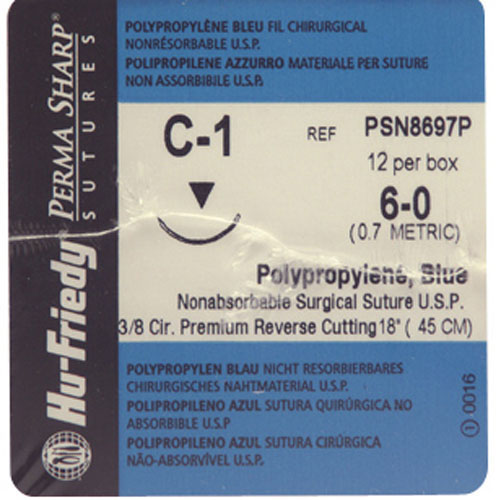 Hu-Friedy® PERMA SHARP®
SUTURES
POLYPROPYLÈNE BLEU FIL CHIRURGICAL
NONRÉSORBABLE U.S.P.
POLIPROPILENE AZZURRO MATERIALE PER SUTURE
NON ASSORBIBILE U.S.P.
C-1
REF PSN8697P
12 per box
6-0
(0.7 METRIC)
Polypropylene, Blue
Nonabsorbable Surgical Suture U.S.P.
3/8 Cir. Premium Reverse Cutting 18" ( 45 CM)
POLYPROPYLEN BLAU NICHT RESORBIERBARES
CHIRURGISCHES NAHTMATERIAL U.S.P.
POLIPROPILENO AZUL SUTURA QUIRÚRGICA NO
ABSORBIBLE U.S.P
POLIPROPILENO AZUL SUTURA CIRÚRGICA
NÃO-ABSORVÍVEL U.S.P.
① 0016